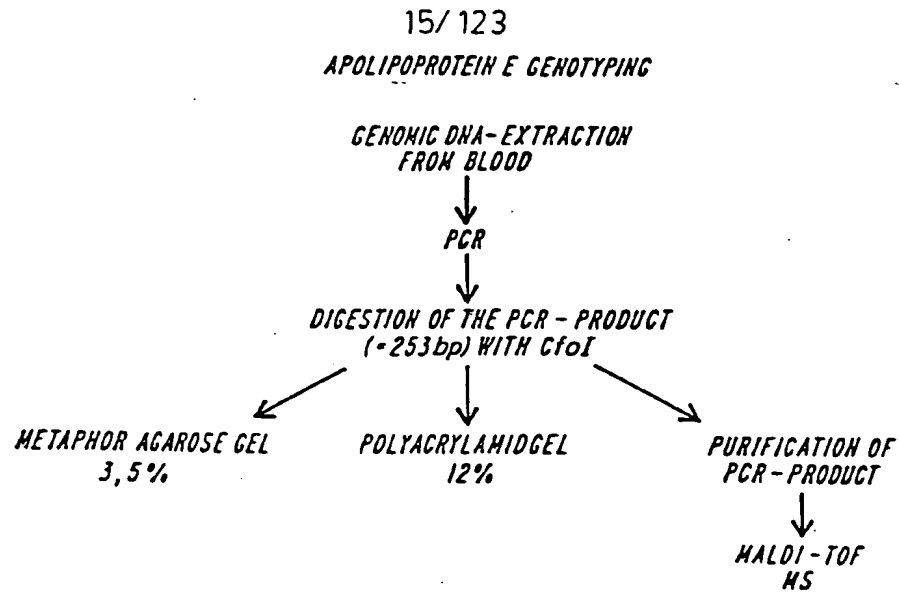 15/123
APOLIPOPROTEIN E GENOTYPING
GENOMIC DNA-EXTRACTION
FROM BLOOD
PCR
DIGESTION OF THE PCR-PRODUCT
(=253bp) WITH CfoI
METAPHOR AGAROSE GEL
3,5%
POLYACRYLAMIDGEL
12%
PURIFICATION OF
PCR-PRODUCT
MALDI-TOF
MS